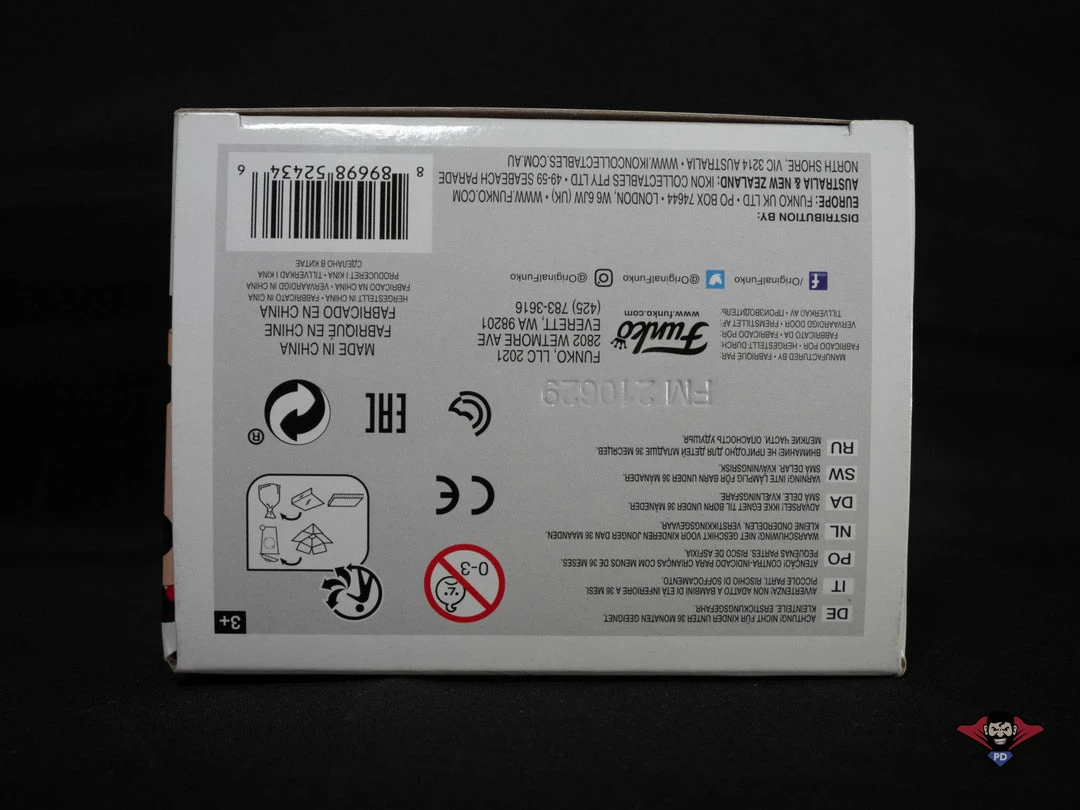 3+
0-3
DE
ACHTUNG! NICHT FÜR KINDER UNTER 36 MONATEN GEEIGNET.
KLEINTEILE. ERSTICKUNGSGEFAHR.
IT
AVVERTENZA! NON ADATTO A BAMBINI DI ETÀ INFERIORE A 36 MESI.
PICCOLE PARTI. RISCHIO DI SOFFOCAMENTO.
PO
ATENÇÃO! CONTRA-INDICADO PARA CRIANÇAS COM MENOS DE 36 MESES.
PEQUENAS PARTES. RISCO DE ASFIXIA.
NL
WAARSCHUWING! NIET GESCHIKT VOOR KINDEREN JONGER DAN 36 MAANDEN.
KLEINE ONDERDELEN. VERSTIKKINGSGEVAAR.
DA
ADVARSEL! IKKE EGNET TIL BØRN UNDER 36 MÅNEDER.
SMÅ DELE. KVÆLNINGSFARE.
SW
VARNING! INTE LÄMPLIG FÖR BARN UNDER 36 MÅNADER.
SMÅ DELAR. KVÄVNINGSRISK.
RU
ВНИМАНИЕ! НЕ ПРИГОДНО ДЛЯ ДЕТЕЙ МЛАДШЕ 36 МЕСЯЦЕВ.
МЕЛКИЕ ЧАСТИ. ОПАСНОСТЬ УДУШЬЯ.
CE
EAC
®
FM 210629
MANUFACTURED BY • FABRIQUÉ PAR:
FABRICADO POR • HERGESTELLT DURCH:
FABBRICATO DA • FABRICADO POR:
VERVAARDIGD DOOR • FREMSTILLET AF:
TILLVERKAD AV • ПРОИЗВОДИТЕЛЬ:
Funko
www.funko.com
FUNKO, LLC 2021
2802 WETMORE AVE
EVERETT, WA 98201
(425) 783-3616
MADE IN CHINA
FABRIQUÉ EN CHINE
FABRICADO EN CHINA
HERGESTELLT IN CHINA • FABBRICATO IN CINA
FABRICADO NA CHINA • VERVAARDIGD IN CHINA
PRODUCERET I KINA • TILLVERKAD I KINA
СДЕЛАНО В КИТАЕ
f /OriginalFunko @OriginalFunko @OriginalFunko
DISTRIBUTION BY:
EUROPE: FUNKO UK LTD • PO BOX 74644 • LONDON, W6 6JW (UK) • WWW.FUNKO.COM
AUSTRALIA & NEW ZEALAND: IKON COLLECTABLES PTY LTD • 49-59 SEABEACH PARADE
NORTH SHORE, VIC 3214 AUSTRALIA • WWW.IKONCOLLECTABLES.COM.AU
8 89698 52434 6
PD